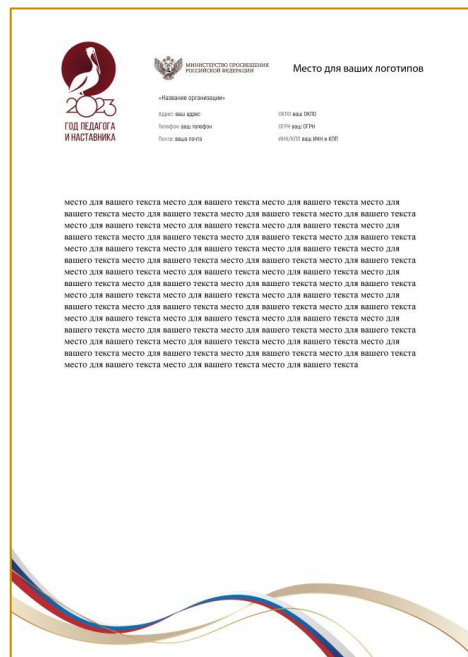 2023
ГОД ПЕДАГОГА
И НАСТАВНИКА
МИНИСТЕРСТВО ПРОСВЕЩЕНИЯ
РОССИЙСКОЙ ФЕДЕРАЦИИ
Место для ваших логотипов
«Название организации»
Адрес: ваш адрес
Телефон: ваш телефон
Почта: ваша почта
ОКПО: ваш ОКПО
ОГРН ваш ОГРН
ИНН/КПП ваш ИНН и КПП
место для вашего текста место для вашего текста место для вашего текста место для
вашего текста место для вашего текста место для вашего текста место для вашего текста
место для вашего текста место для вашего текста место для вашего текста место для
вашего текста место для вашего текста место для вашего текста место для вашего текста
место для вашего текста место для вашего текста место для вашего текста место для
вашего текста место для вашего текста место для вашего текста место для вашего текста
место для вашего текста место для вашего текста место для вашего текста место для
вашего текста место для вашего текста место для вашего текста место для вашего текста
место для вашего текста место для вашего текста место для вашего текста место для
вашего текста место для вашего текста место для вашего текста место для вашего текста
место для вашего текста место для вашего текста место для вашего текста место для
вашего текста место для вашего текста место для вашего текста место для вашего текста
место для вашего текста место для вашего текста место для вашего текста место для
вашего текста место для вашего текста место для вашего текста место для вашего текста
место для вашего текста место для вашего текста место для вашего текста